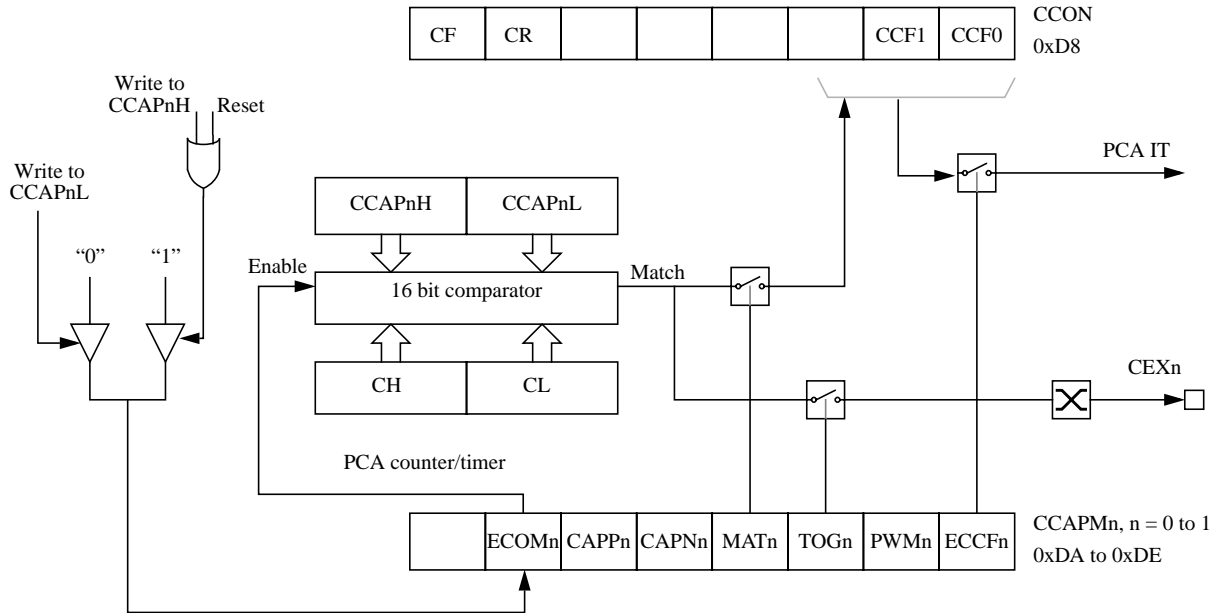 CF CR CCF1 CCF0
CCON
0xD8
Write to
CCAPnH
Reset
Write to
CCAPnL
PCA IT
CCAPnH CCAPnL
“0” “1”
Enable
16 bit comparator
Match
CH CL
CEXn
PCA counter/timer
ECOMn CAPPn CAPNn MATn TOGn PWMn ECCFn
CCAPMn, n = 0 to 1
0xDA to 0xDE